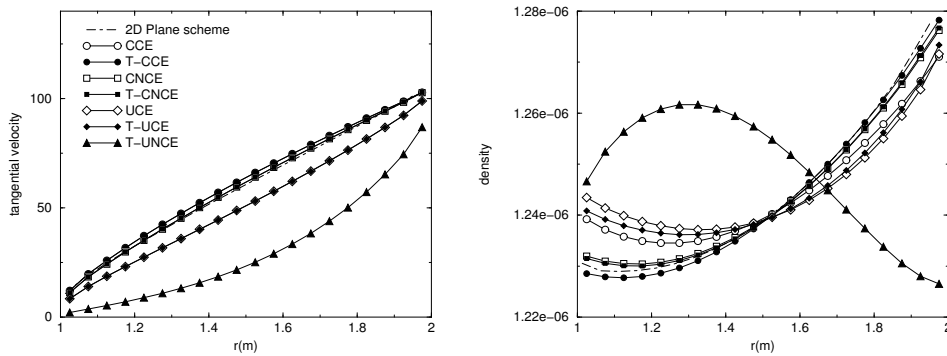 2D Plane scheme
CCE
T−CCE
CNCE
T−CNCE
UCE
T−UCE
T−UNCE
tangential velocity
100
50
0
1 1.2 1.4 1.6 1.8 2
r(m)
density
1.28e−06
1.26e−06
1.24e−06
1.22e−06
1 1.2 1.4 1.6 1.8 2
r(m)